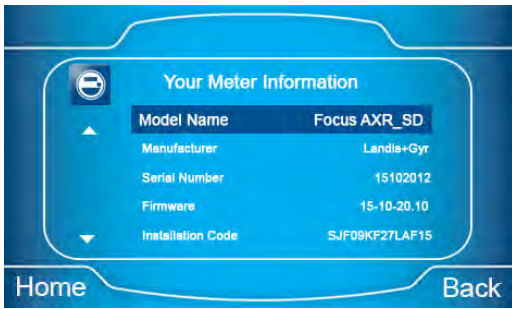 Your Meter Information
Model Name Focus AXR_SD
Manufacturer Landis+Gyr
Serial Number 15102012
Firmware 15-10-20.10
Installation Code SJF09KF27LAF15
Home Back